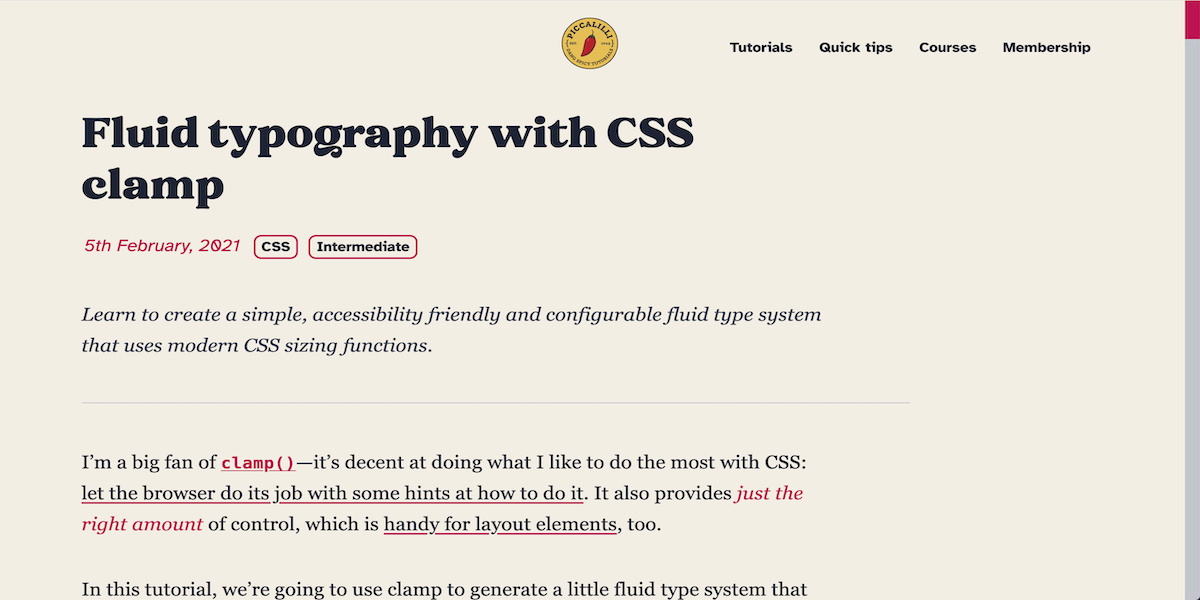 PICCALILLI
Tutorials Quick tips Courses Membership
Fluid typography with CSS
clamp
5th February, 2021 CSS Intermediate
Learn to create a simple, accessibility friendly and configurable fluid type system
that uses modern CSS sizing functions.
I’m a big fan of clamp()—it’s decent at doing what I like to do the most with CSS:
let the browser do its job with some hints at how to do it. It also provides just the
right amount of control, which is handy for layout elements, too.
In this tutorial, we’re going to use clamp to generate a little fluid type system that